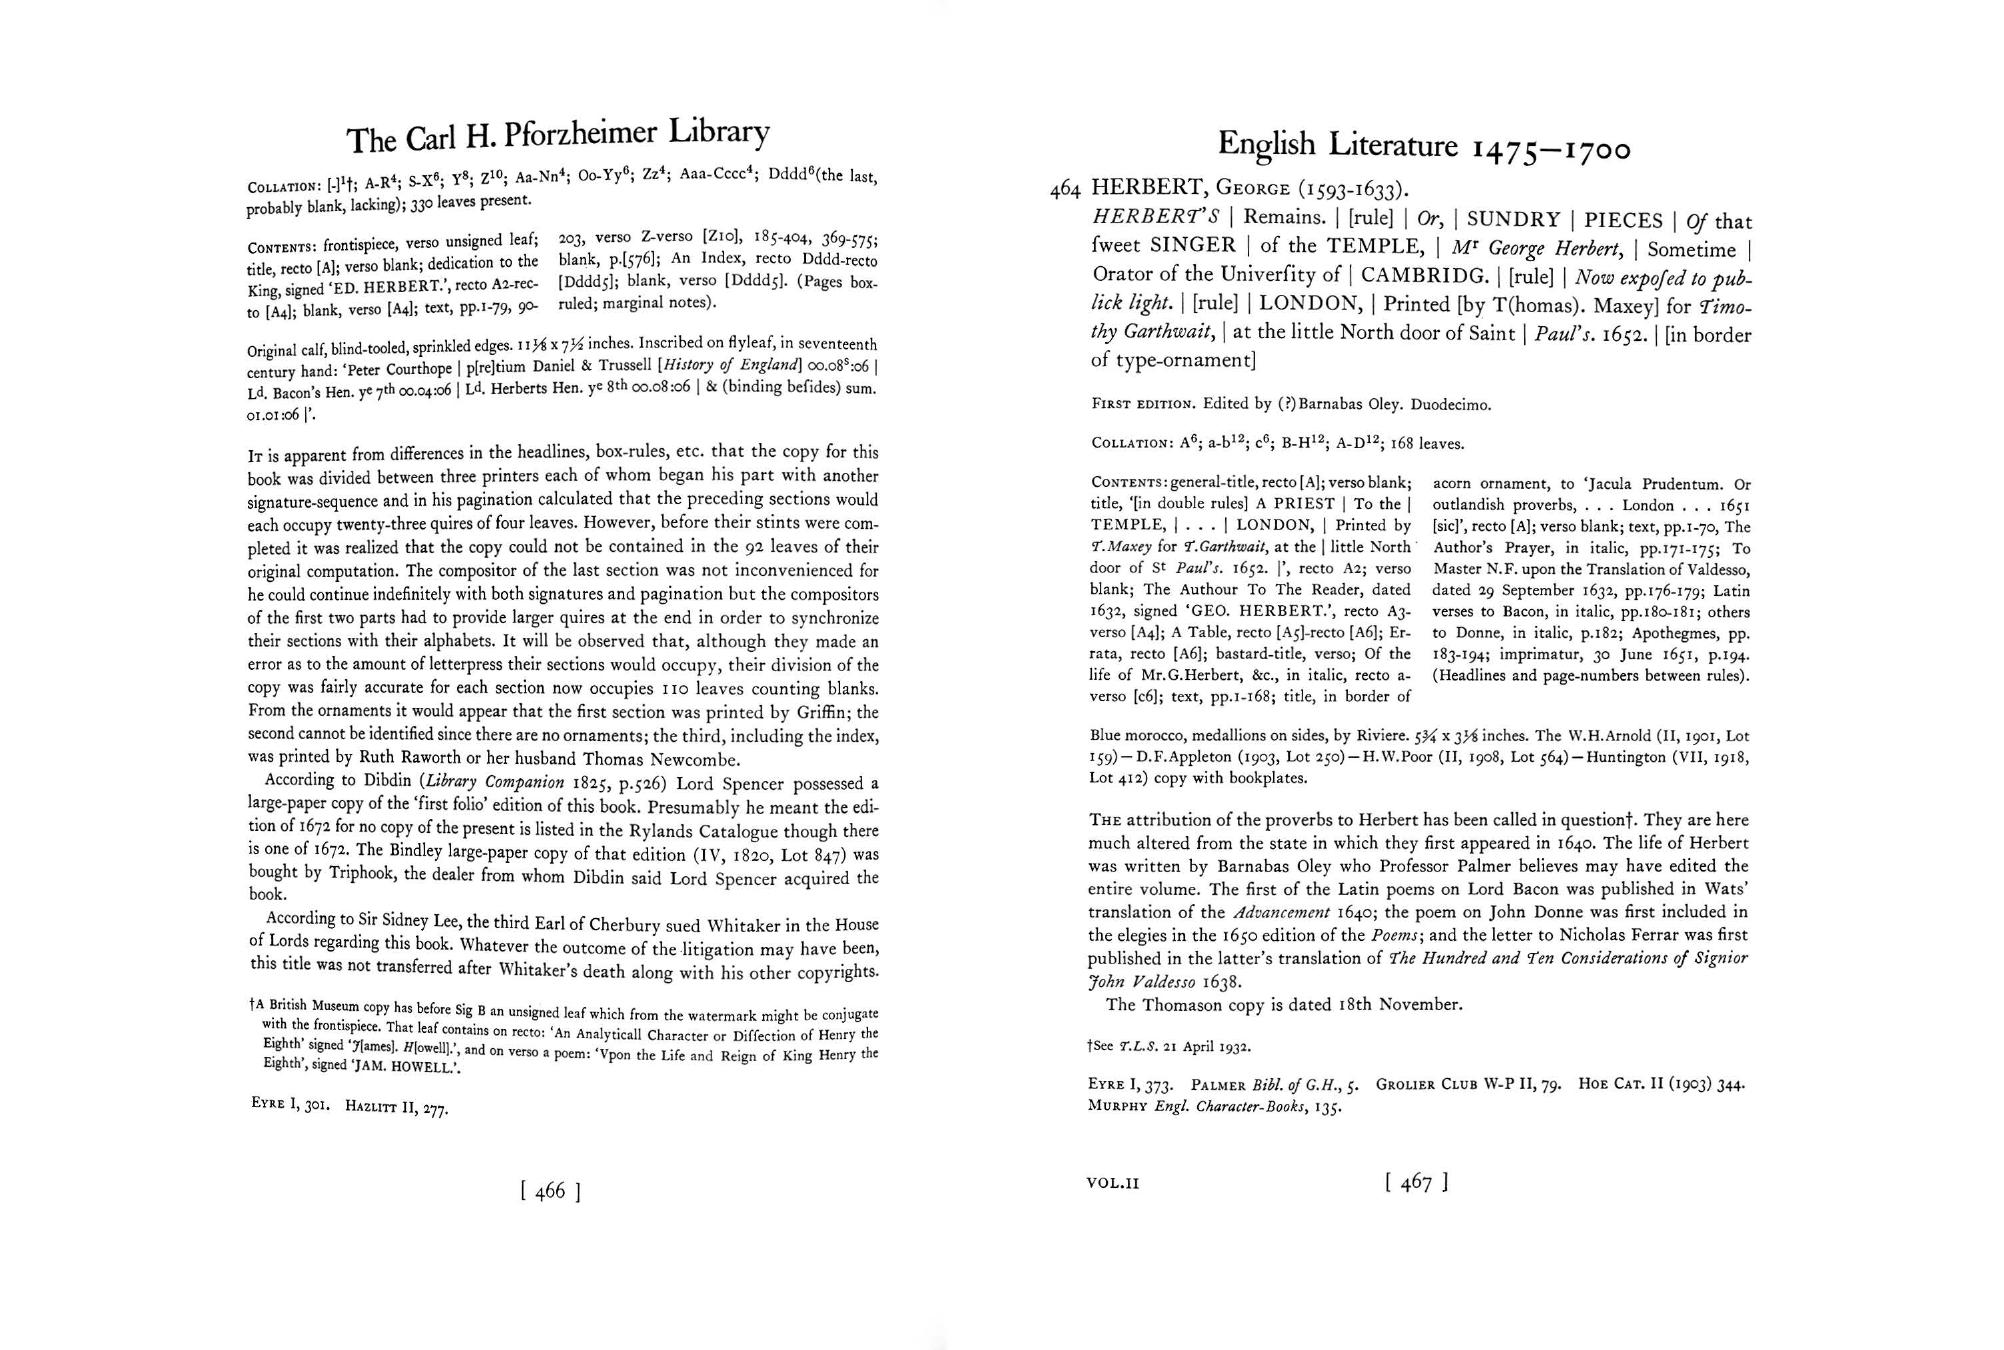 The Carl H. Pforzheimer Library
COLLATION: [-]¹†; A-R⁴; S-X⁶; Y⁸; Z¹⁰; Aa-Nn⁴; Oo-Yy⁶; Zz⁴; Aaa-Cccc⁴; Dddd⁶(the last,
probably blank, lacking); 330 leaves present.
CONTENTS: frontispiece, verso unsigned leaf;
title, recto [A]; verso blank; dedication to the
King, signed ‘ED. HERBERT.’, recto A2-rec-
to [A4]; blank, verso [A4]; text, pp.1-79, 90-
203, verso Z-verso [Z10], 185-404, 369-575;
blank, p.[576]; An Index, recto Dddd-recto
[Dddd5]; blank, verso [Dddd5]. (Pages box-
ruled; marginal notes).
Original calf, blind-tooled, sprinkled edges. 11⅛ x 7½ inches. Inscribed on flyleaf, in seventeenth
century hand: ‘Peter Courthope | p[re]tium Daniel & Trussell [History of England] 00.08ˢ:06 |
Ld. Bacon's Hen. yᵉ 7ᵗʰ 00.04:06 | Lᵈ. Herberts Hen. yᵉ 8ᵗʰ 00.08:06 | & (binding beſides) sum.
01.01:06 |’.
IT is apparent from differences in the headlines, box-rules, etc. that the copy for this
book was divided between three printers each of whom began his part with another
signature-sequence and in his pagination calculated that the preceding sections would
each occupy twenty-three quires of four leaves. However, before their stints were com-
pleted it was realized that the copy could not be contained in the 92 leaves of their
original computation. The compositor of the last section was not inconvenienced for
he could continue indefinitely with both signatures and pagination but the compositors
of the first two parts had to provide larger quires at the end in order to synchronize
their sections with their alphabets. It will be observed that, although they made an
error as to the amount of letterpress their sections would occupy, their division of the
copy was fairly accurate for each section now occupies 110 leaves counting blanks.
From the ornaments it would appear that the first section was printed by Griffin; the
second cannot be identified since there are no ornaments; the third, including the index,
was printed by Ruth Raworth or her husband Thomas Newcombe.
According to Dibdin (Library Companion 1825, p.526) Lord Spencer possessed a
large-paper copy of the ‘first folio’ edition of this book. Presumably he meant the edi-
tion of 1672 for no copy of the present is listed in the Rylands Catalogue though there
is one of 1672. The Bindley large-paper copy of that edition (IV, 1820, Lot 847) was
bought by Triphook, the dealer from whom Dibdin said Lord Spencer acquired the
book.
According to Sir Sidney Lee, the third Earl of Cherbury sued Whitaker in the House
of Lords regarding this book. Whatever the outcome of the litigation may have been,
this title was not transferred after Whitaker's death along with his other copyrights.
†A British Museum copy has before Sig B an unsigned leaf which from the watermark might be conjugate
with the frontispiece. That leaf contains on recto: ‘An Analyticall Character or Diſſection of Henry the
Eighth’ signed ‘J[ames]. H[owell].’, and on verso a poem: ‘Vpon the Life and Reign of King Henry the
Eighth’, signed ‘JAM. HOWELL.’.
EYRE I, 301. HAZLITT II, 277.
[ 466 ]
English Literature 1475–1700
464 HERBERT, GEORGE (1593-1633).
HERBERT'S | Remains. | [rule] | Or, | SUNDRY | PIECES | Of that
ſweet SINGER | of the TEMPLE, | Mʳ George Herbert, | Sometime |
Orator of the Univerſity of | CAMBRIDG. | [rule] | Now expoſed to pub-
lick light. | [rule] | LONDON, | Printed [by T(homas). Maxey] for Timo-
thy Garthwait, | at the little North door of Saint | Paul's. 1652. | [in border
of type-ornament]
FIRST EDITION. Edited by (?)Barnabas Oley. Duodecimo.
COLLATION: A⁶; a-b¹²; c⁶; B-H¹²; A-D¹²; 168 leaves.
CONTENTS: general-title, recto [A]; verso blank;
title, ‘[in double rules] A PRIEST | To the |
TEMPLE, | . . . | LONDON, | Printed by
T.Maxey for T.Garthwait, at the | little North
door of Sᵗ Paul's. 1652. |’, recto A2; verso
blank; The Authour To The Reader, dated
1632, signed ‘GEO. HERBERT.’, recto A3-
verso [A4]; A Table, recto [A5]-recto [A6]; Er-
rata, recto [A6]; bastard-title, verso; Of the
life of Mr.G.Herbert, &c., in italic, recto a-
verso [c6]; text, pp.1-168; title, in border of
acorn ornament, to ‘Jacula Prudentum. Or
outlandish proverbs, . . . London . . . 1651
[sic]’, recto [A]; verso blank; text, pp.1-70, The
Author's Prayer, in italic, pp.171-175; To
Master N.F. upon the Translation of Valdesso,
dated 29 September 1632, pp.176-179; Latin
verses to Bacon, in italic, pp.180-181; others
to Donne, in italic, p.182; Apothegmes, pp.
183-194; imprimatur, 30 June 1651, p.194.
(Headlines and page-numbers between rules).
Blue morocco, medallions on sides, by Riviere. 5¾ x 3⅛ inches. The W.H.Arnold (II, 1901, Lot
159)—D.F.Appleton (1903, Lot 250)—H.W.Poor (II, 1908, Lot 564)—Huntington (VII, 1918,
Lot 412) copy with bookplates.
THE attribution of the proverbs to Herbert has been called in question†. They are here
much altered from the state in which they first appeared in 1640. The life of Herbert
was written by Barnabas Oley who Professor Palmer believes may have edited the
entire volume. The first of the Latin poems on Lord Bacon was published in Wats'
translation of the Advancement 1640; the poem on John Donne was first included in
the elegies in the 1650 edition of the Poems; and the letter to Nicholas Ferrar was first
published in the latter's translation of The Hundred and Ten Considerations of Signior
John Valdesso 1638.
The Thomason copy is dated 18th November.
†See T.L.S. 21 April 1932.
EYRE I, 373. PALMER Bibl. of G.H., 5. GROLIER CLUB W-P II, 79. HOE CAT. II (1903) 344.
MURPHY Engl. Character-Books, 135.
VOL.II
[ 467 ]